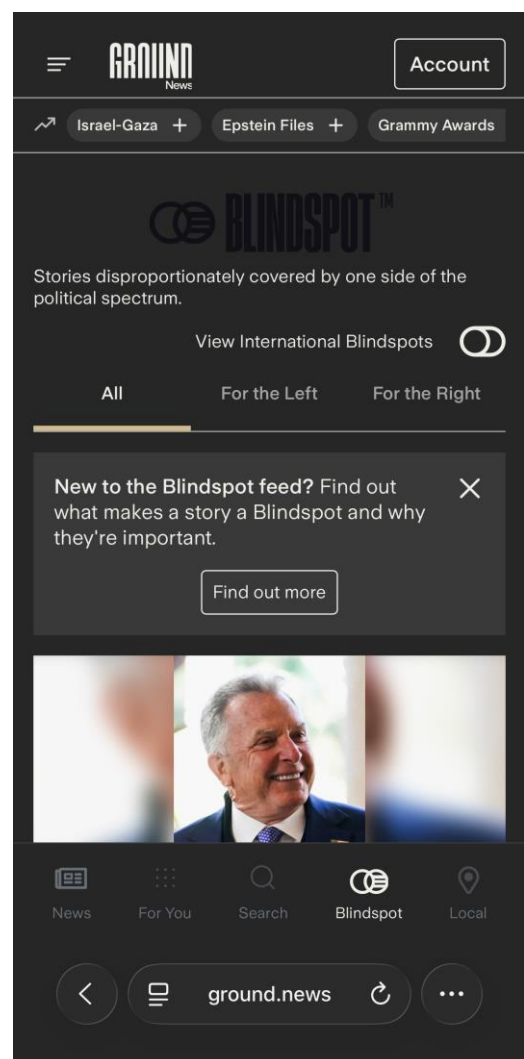 GROUND
News
Account
Israel-Gaza +
Epstein Files +
Grammy Awards
BLINDSPOT™
Stories disproportionately covered by one side of the
political spectrum.
View International Blindspots
All
For the Left
For the Right
New to the Blindspot feed? Find out
what makes a story a Blindspot and why
they're important.
Find out more
News
For You
Search
Blindspot
Local
ground.news